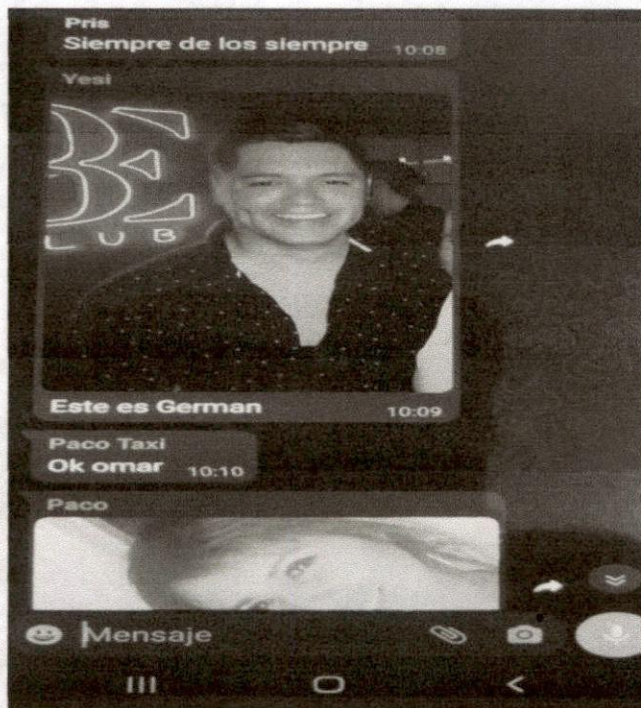 Pris
Siempre de los siempre 10:08
Yesi
BE
LUB
Este es German 10:09
Paco Taxi
Ok omar 10:10
Paco
Mensaje